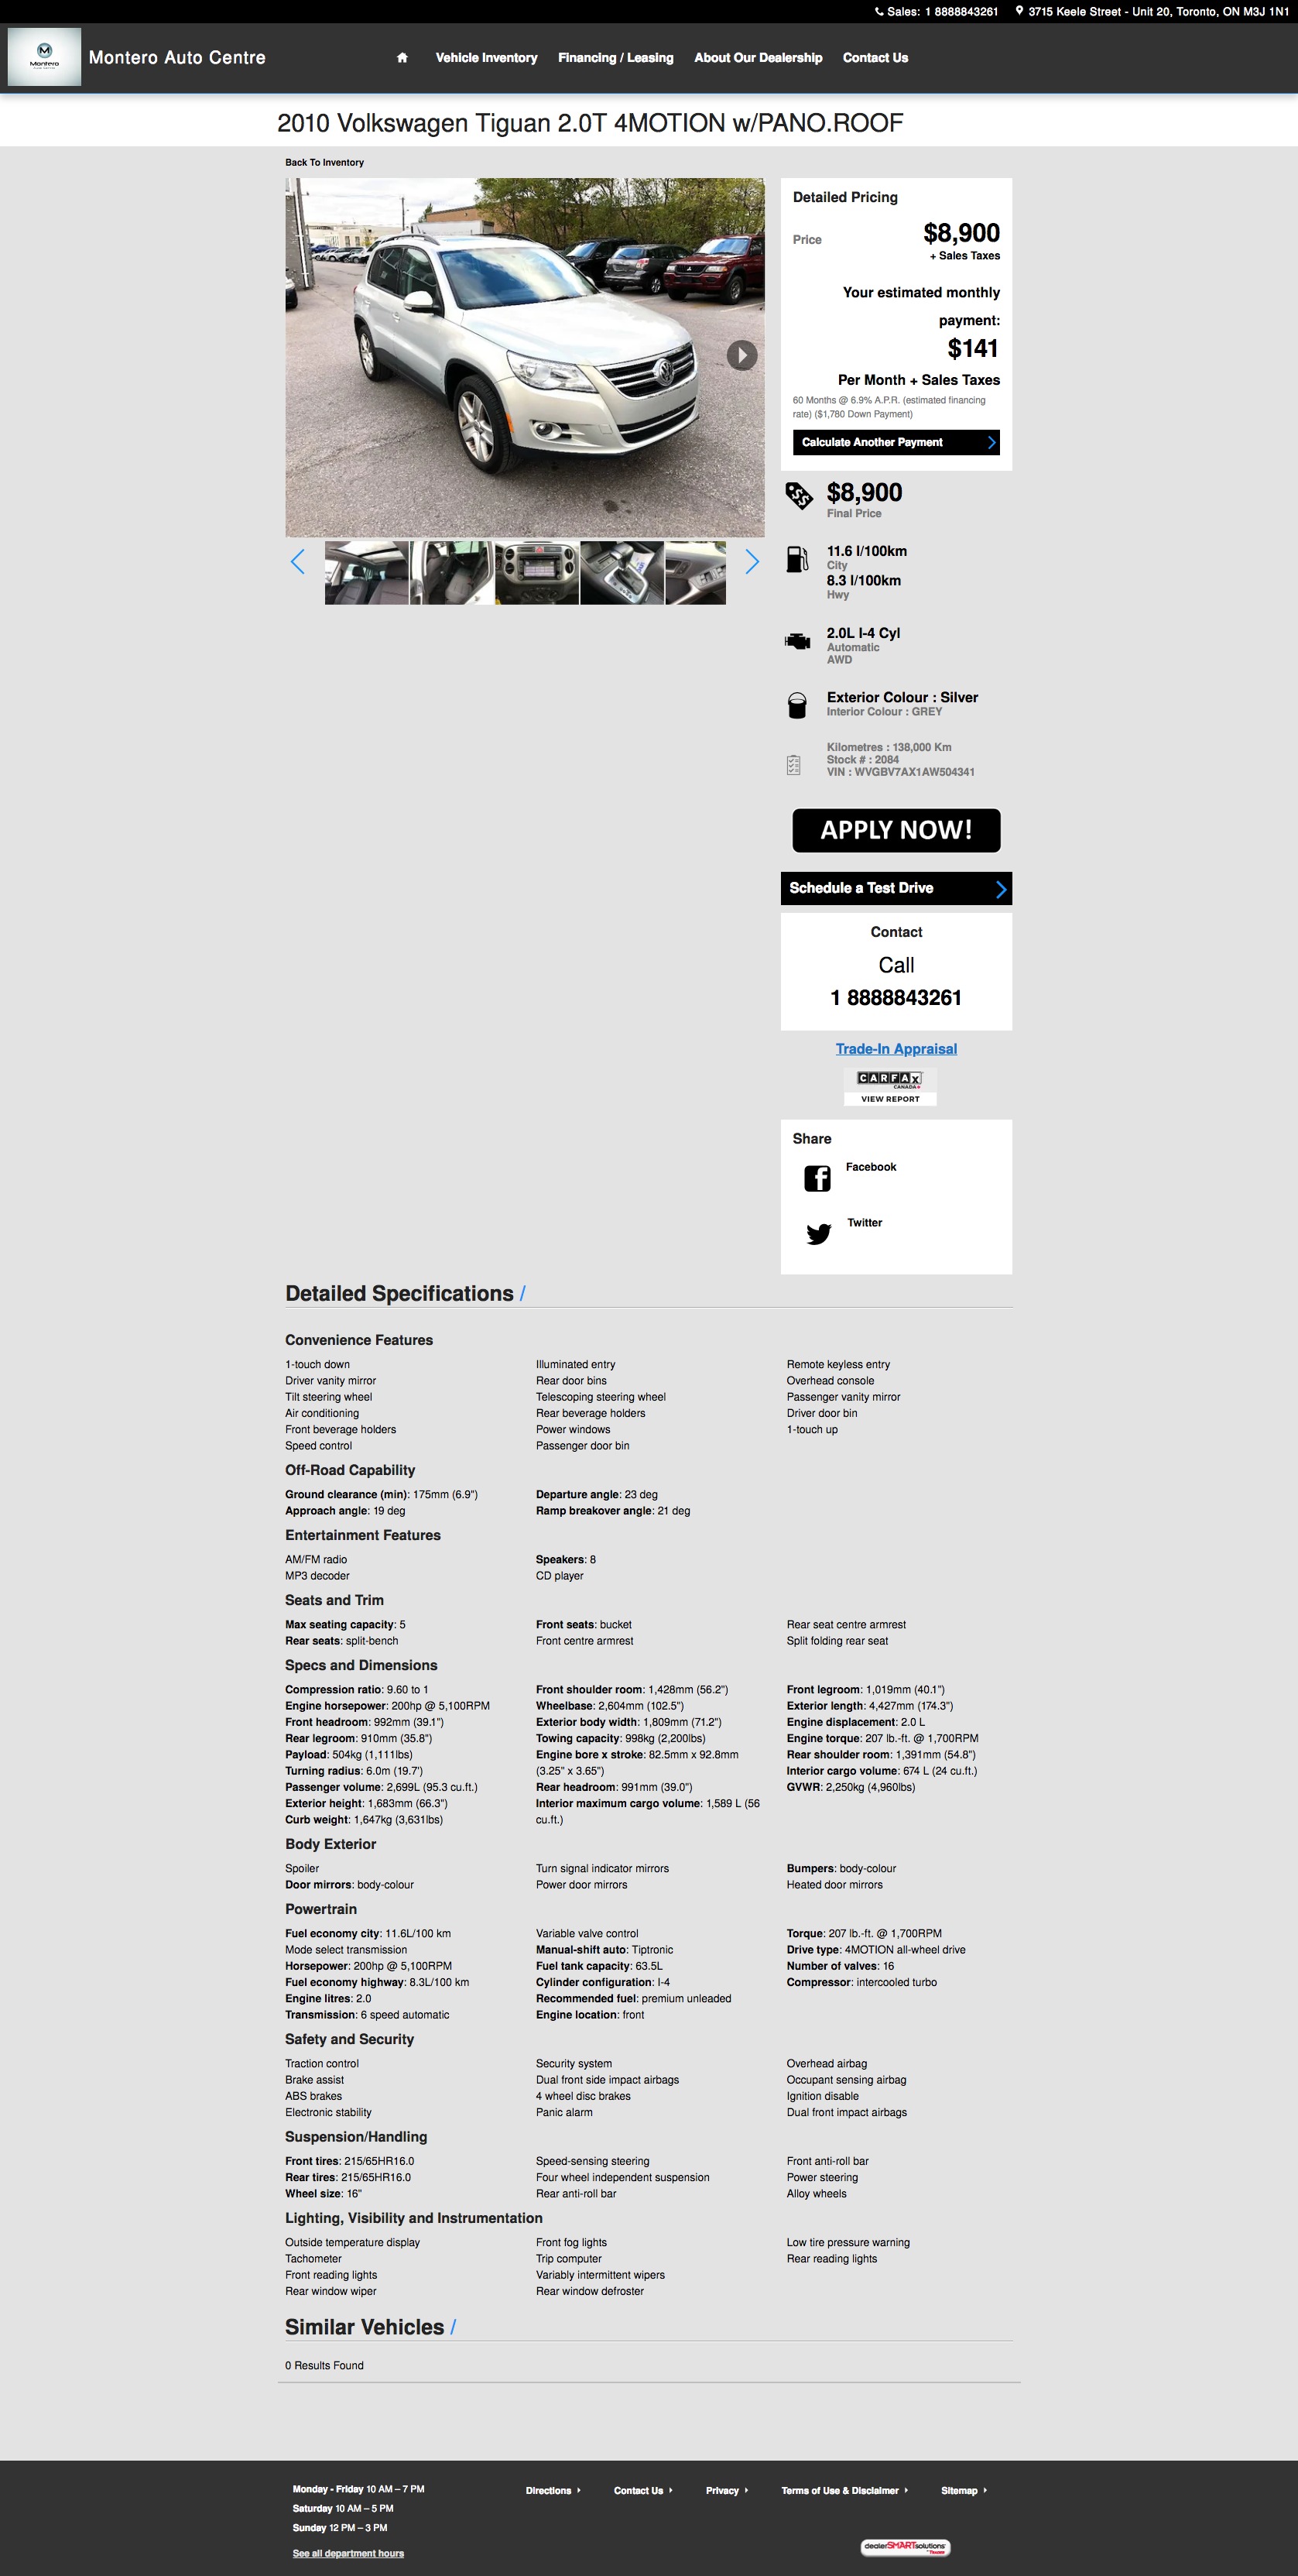 Sales: 1 8888843261 3715 Keele Street - Unit 20, Toronto, ON M3J 1N1
Montero
Montero Auto Centre
Vehicle Inventory Financing / Leasing About Our Dealership Contact Us
2010 Volkswagen Tiguan 2.0T 4MOTION w/PANO.ROOF
Back To Inventory
Detailed Pricing
Price $8,900
+ Sales Taxes
Your estimated monthly
payment:
$141
Per Month + Sales Taxes
60 Months @ 6.9% A.P.R. (estimated financing
rate) ($1,780 Down Payment)
Calculate Another Payment
$8,900
Final Price
11.6 l/100km
City
8.3 l/100km
Hwy
2.0L I-4 Cyl
Automatic
AWD
Exterior Colour : Silver
Interior Colour : GREY
Kilometres : 138,000 Km
Stock # : 2084
VIN : WVGBV7AX1AW504341
APPLY NOW!
Schedule a Test Drive
Contact
Call
1 8888843261
Trade-In Appraisal
CARFAX
CANADA
VIEW REPORT
Share
Facebook
Twitter
Detailed Specifications /
Convenience Features
1-touch down Illuminated entry Remote keyless entry
Driver vanity mirror Rear door bins Overhead console
Tilt steering wheel Telescoping steering wheel Passenger vanity mirror
Air conditioning Rear beverage holders Driver door bin
Front beverage holders Power windows 1-touch up
Speed control Passenger door bin
Off-Road Capability
Ground clearance (min): 175mm (6.9") Departure angle: 23 deg
Approach angle: 19 deg Ramp breakover angle: 21 deg
Entertainment Features
AM/FM radio Speakers: 8
MP3 decoder CD player
Seats and Trim
Max seating capacity: 5 Front seats: bucket Rear seat centre armrest
Rear seats: split-bench Front centre armrest Split folding rear seat
Specs and Dimensions
Compression ratio: 9.60 to 1 Front shoulder room: 1,428mm (56.2") Front legroom: 1,019mm (40.1")
Engine horsepower: 200hp @ 5,100RPM Wheelbase: 2,604mm (102.5") Exterior length: 4,427mm (174.3")
Front headroom: 992mm (39.1") Exterior body width: 1,809mm (71.2") Engine displacement: 2.0 L
Rear legroom: 910mm (35.8") Towing capacity: 998kg (2,200lbs) Engine torque: 207 lb.-ft. @ 1,700RPM
Payload: 504kg (1,111lbs) Engine bore x stroke: 82.5mm x 92.8mm Rear shoulder room: 1,391mm (54.8")
Turning radius: 6.0m (19.7') (3.25" x 3.65") Interior cargo volume: 674 L (24 cu.ft.)
Passenger volume: 2,699L (95.3 cu.ft.) Rear headroom: 991mm (39.0") GVWR: 2,250kg (4,960lbs)
Exterior height: 1,683mm (66.3") Interior maximum cargo volume: 1,589 L (56
Curb weight: 1,647kg (3,631lbs) cu.ft.)
Body Exterior
Spoiler Turn signal indicator mirrors Bumpers: body-colour
Door mirrors: body-colour Power door mirrors Heated door mirrors
Powertrain
Fuel economy city: 11.6L/100 km Variable valve control Torque: 207 lb.-ft. @ 1,700RPM
Mode select transmission Manual-shift auto: Tiptronic Drive type: 4MOTION all-wheel drive
Horsepower: 200hp @ 5,100RPM Fuel tank capacity: 63.5L Number of valves: 16
Fuel economy highway: 8.3L/100 km Cylinder configuration: I-4 Compressor: intercooled turbo
Engine litres: 2.0 Recommended fuel: premium unleaded
Transmission: 6 speed automatic Engine location: front
Safety and Security
Traction control Security system Overhead airbag
Brake assist Dual front side impact airbags Occupant sensing airbag
ABS brakes 4 wheel disc brakes Ignition disable
Electronic stability Panic alarm Dual front impact airbags
Suspension/Handling
Front tires: 215/65HR16.0 Speed-sensing steering Front anti-roll bar
Rear tires: 215/65HR16.0 Four wheel independent suspension Power steering
Wheel size: 16" Rear anti-roll bar Alloy wheels
Lighting, Visibility and Instrumentation
Outside temperature display Front fog lights Low tire pressure warning
Tachometer Trip computer Rear reading lights
Front reading lights Variably intermittent wipers
Rear window wiper Rear window defroster
Similar Vehicles /
0 Results Found
Monday - Friday 10 AM – 7 PM Directions Contact Us Privacy Terms of Use & Disclaimer Sitemap
Saturday 10 AM – 5 PM
Sunday 12 PM – 3 PM
See all department hours
dealerSMARTsolutions